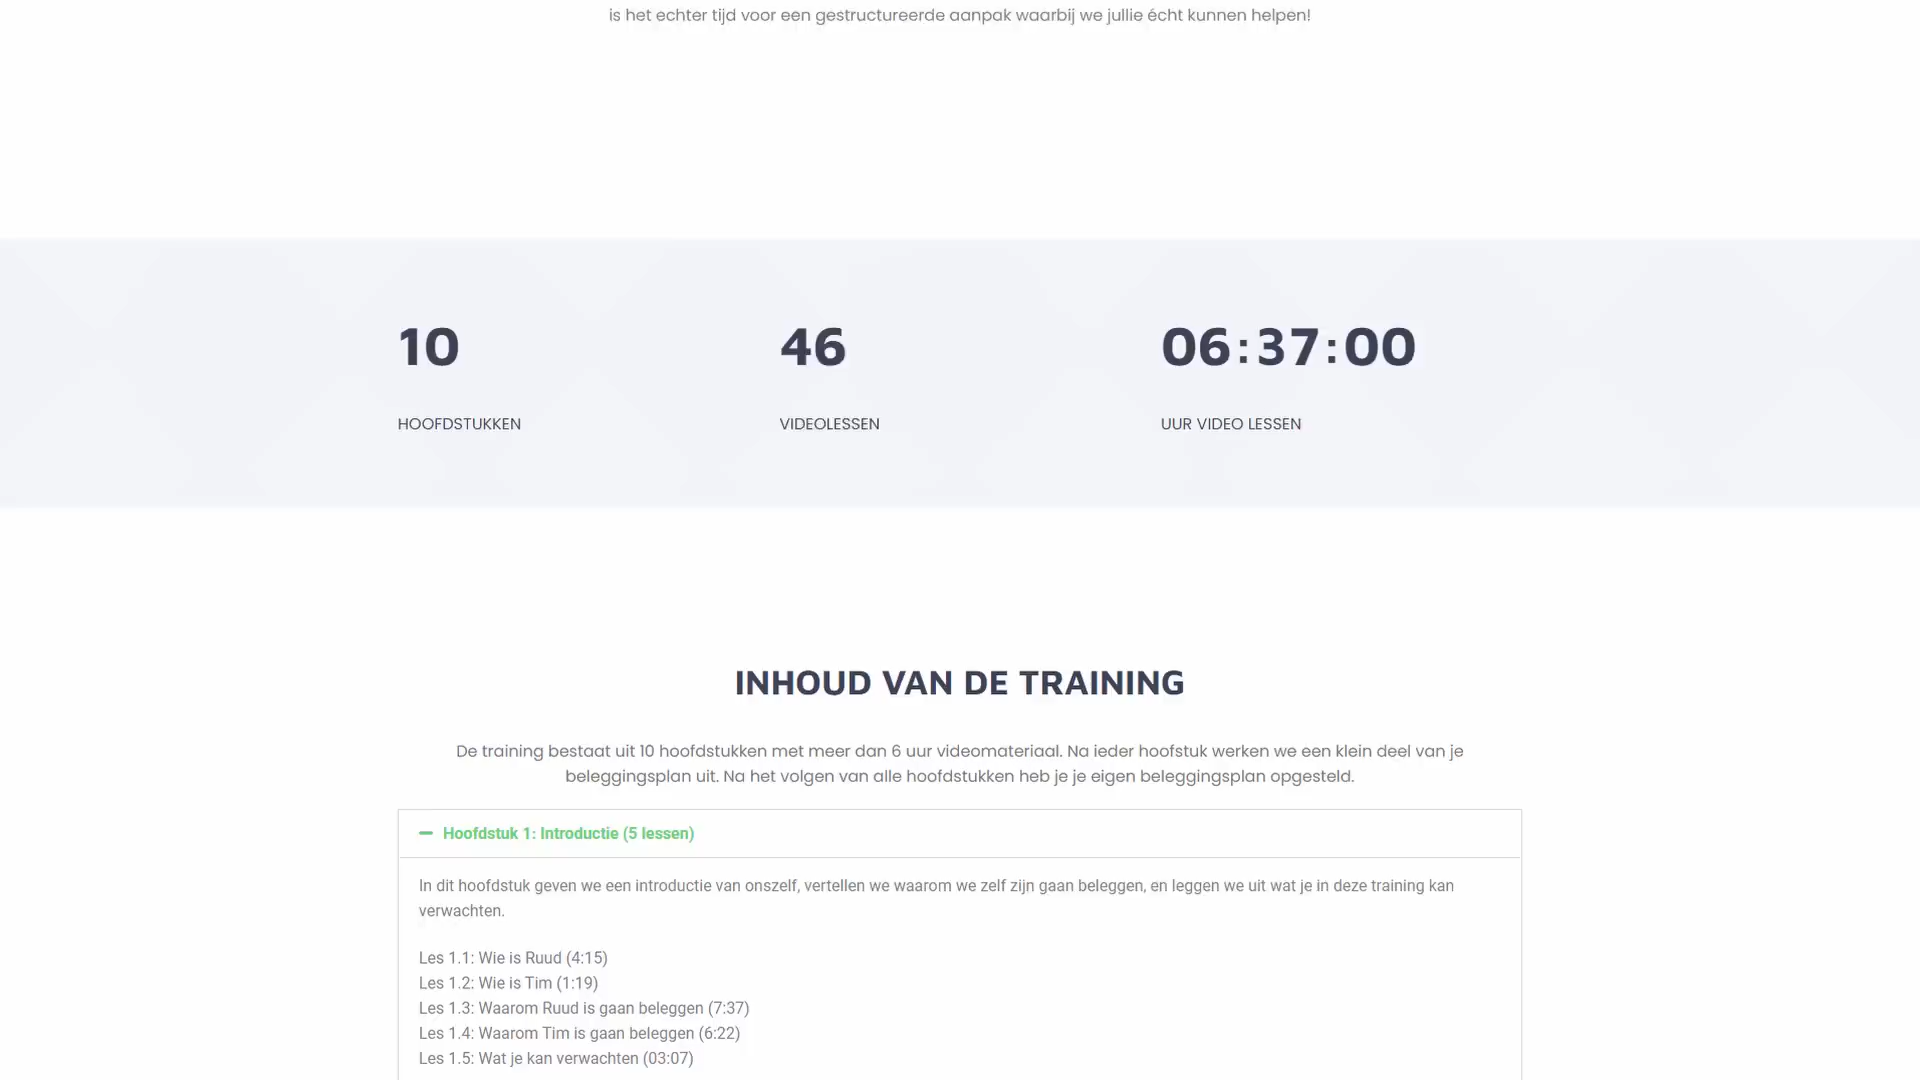 is het echter tijd voor een gestructureerde aanpak waarbij we jullie écht kunnen helpen!
10
HOOFDSTUKKEN
46
VIDEOLESSEN
06:37:00
UUR VIDEO LESSEN
INHOUD VAN DE TRAINING
De training bestaat uit 10 hoofdstukken met meer dan 6 uur videomateriaal. Na ieder hoofstuk werken we een klein deel van je
beleggingsplan uit. Na het volgen van alle hoofdstukken heb je je eigen beleggingsplan opgesteld.
Hoofdstuk 1: Introductie (5 lessen)
In dit hoofdstuk geven we een introductie van onszelf, vertellen we waarom we zelf zijn gaan beleggen, en leggen we uit wat je in deze training kan
verwachten.
Les 1.1: Wie is Ruud (4:15)
Les 1.2: Wie is Tim (1:19)
Les 1.3: Waarom Ruud is gaan beleggen (7:37)
Les 1.4: Waarom Tim is gaan beleggen (6:22)
Les 1.5: Wat je kan verwachten (03:07)